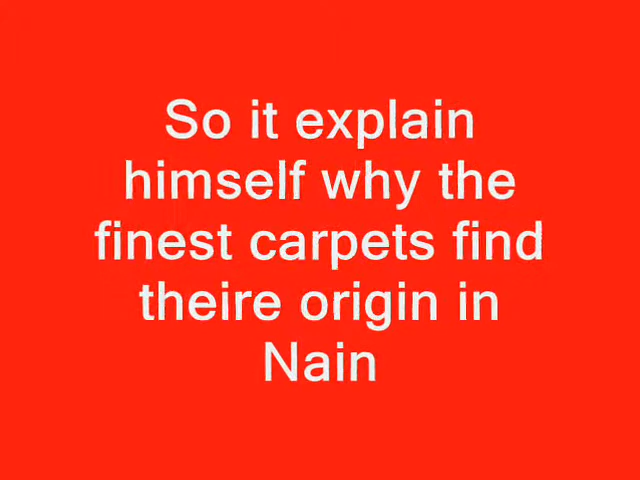 So it explain
himself why the
finest carpets find
theire origin in
Nain